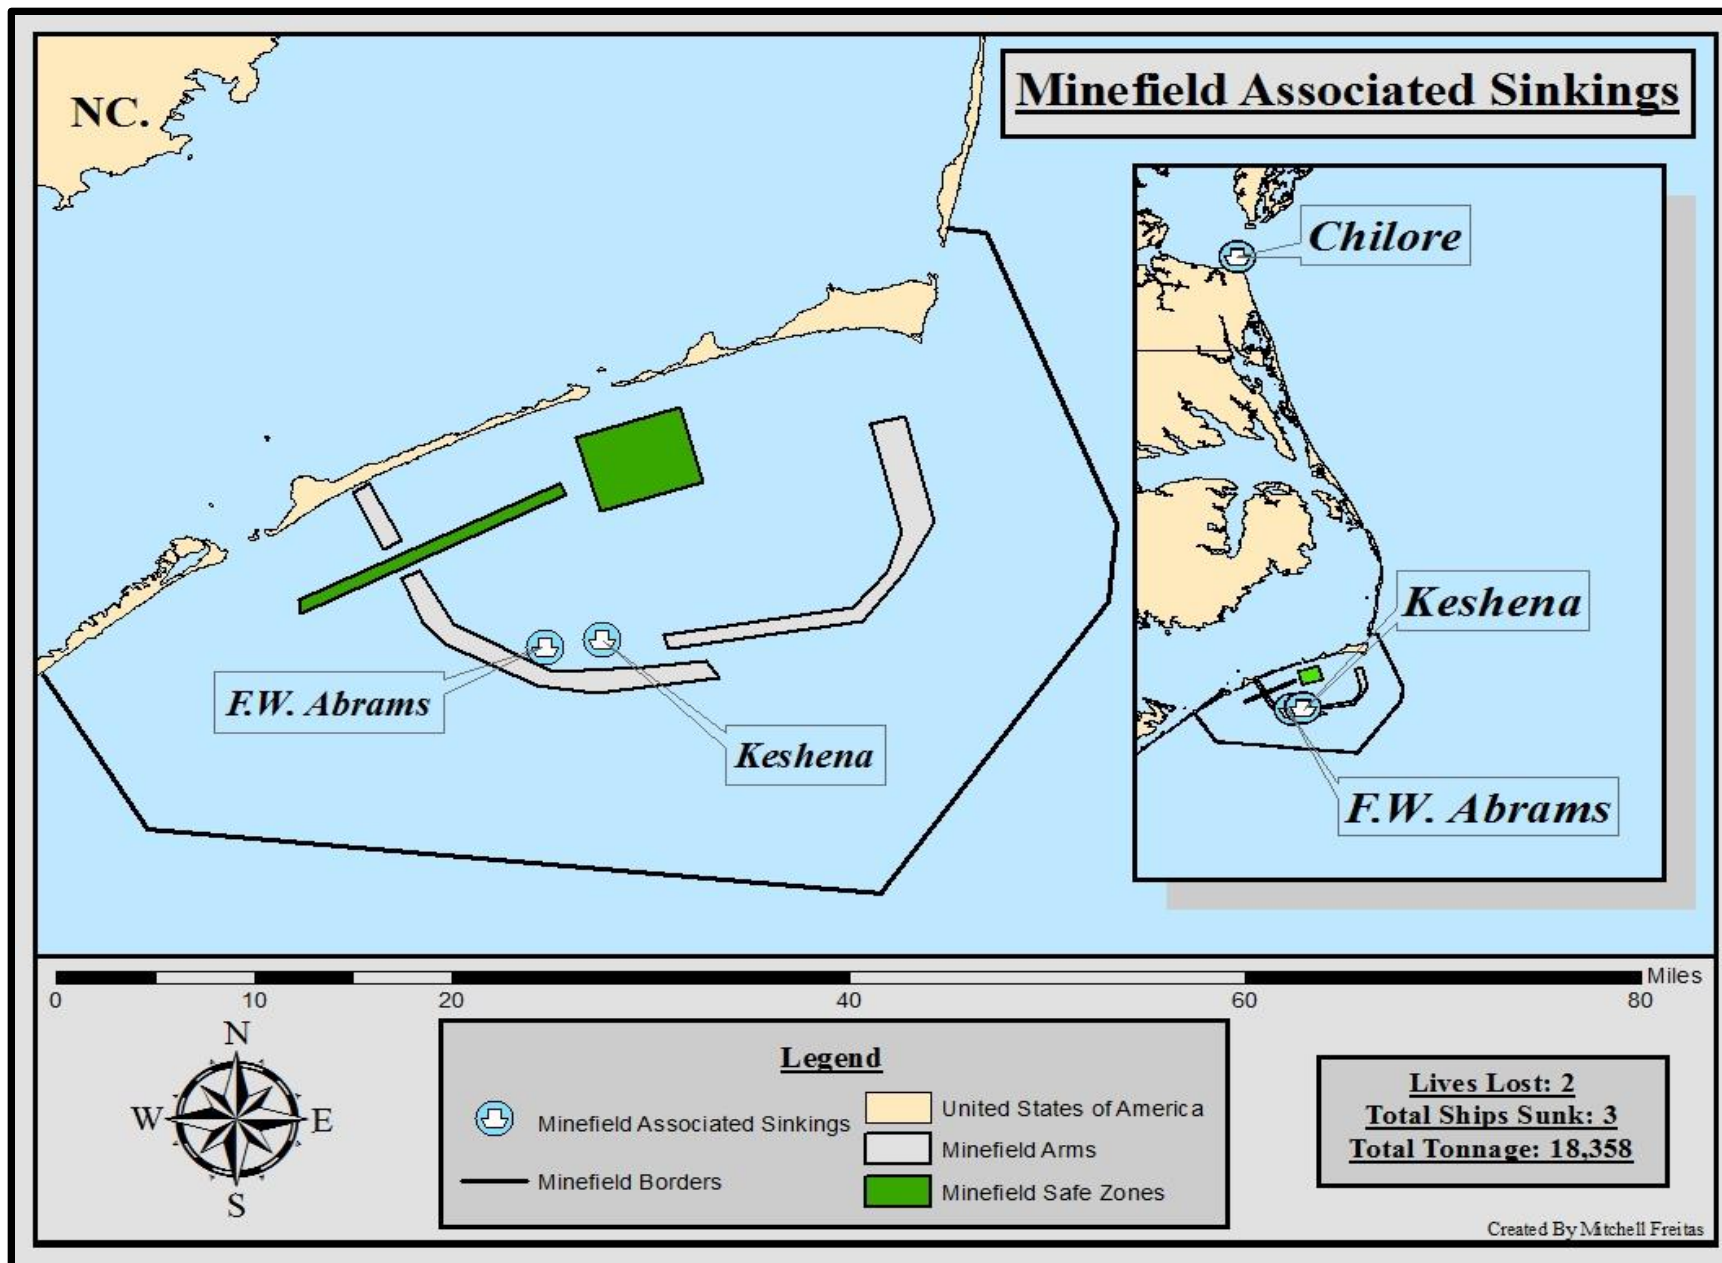 NC.
Minefield Associated Sinkings
Chilore
Keshena
F.W. Abrams
F.W. Abrams
Keshena
Miles
0 10 20 40 60 80
N
W E
S
Legend
Minefield Associated Sinkings
Minefield Borders
United States of America
Minefield Arms
Minefield Safe Zones
Lives Lost: 2
Total Ships Sunk: 3
Total Tonnage: 18,358
Created By Mitchell Freitas